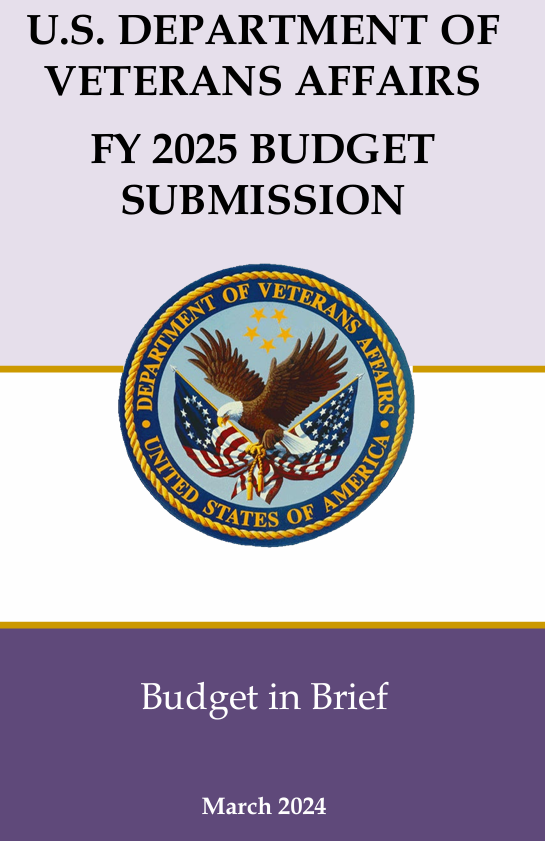 U.S. DEPARTMENT OF
VETERANS AFFAIRS
FY 2025 BUDGET
SUBMISSION
DEPARTMENT OF VETERANS AFFAIRS
UNITED STATES OF AMERICA
Budget in Brief
March 2024